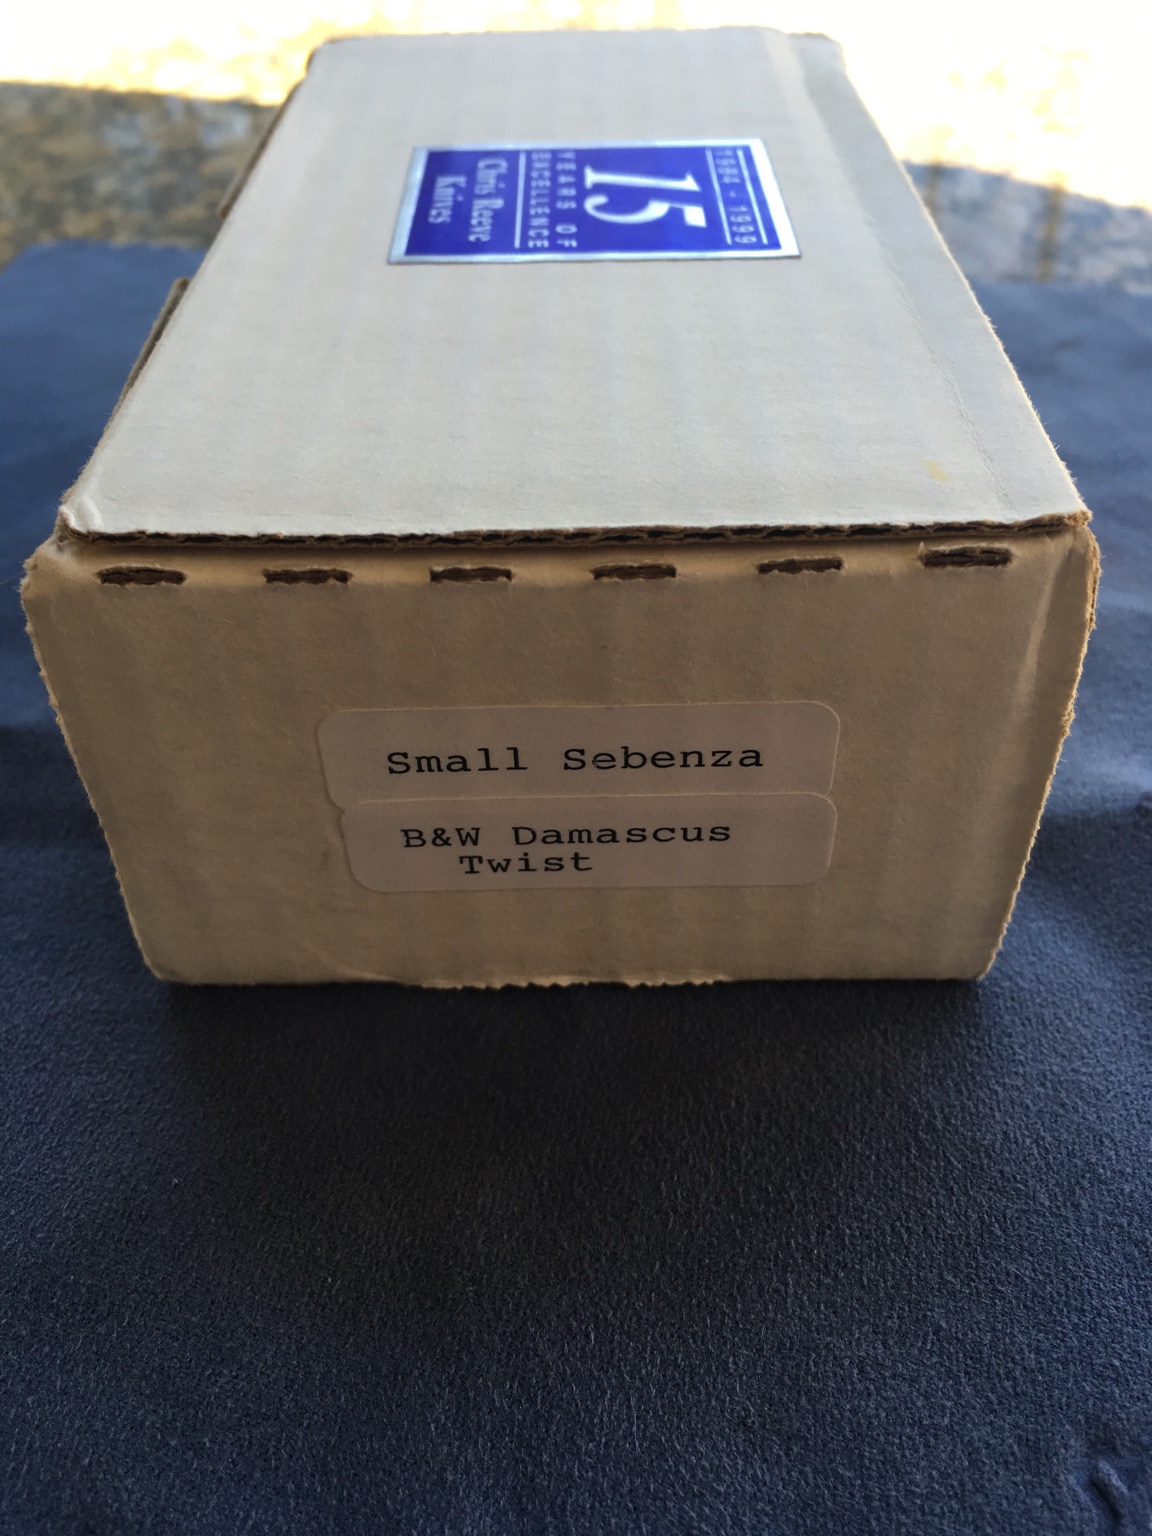 1984 - 1999
15
YEARS OF
EXCELLENCE
Chris Reeve
Knives
Small Sebenza
B&W Damascus
Twist